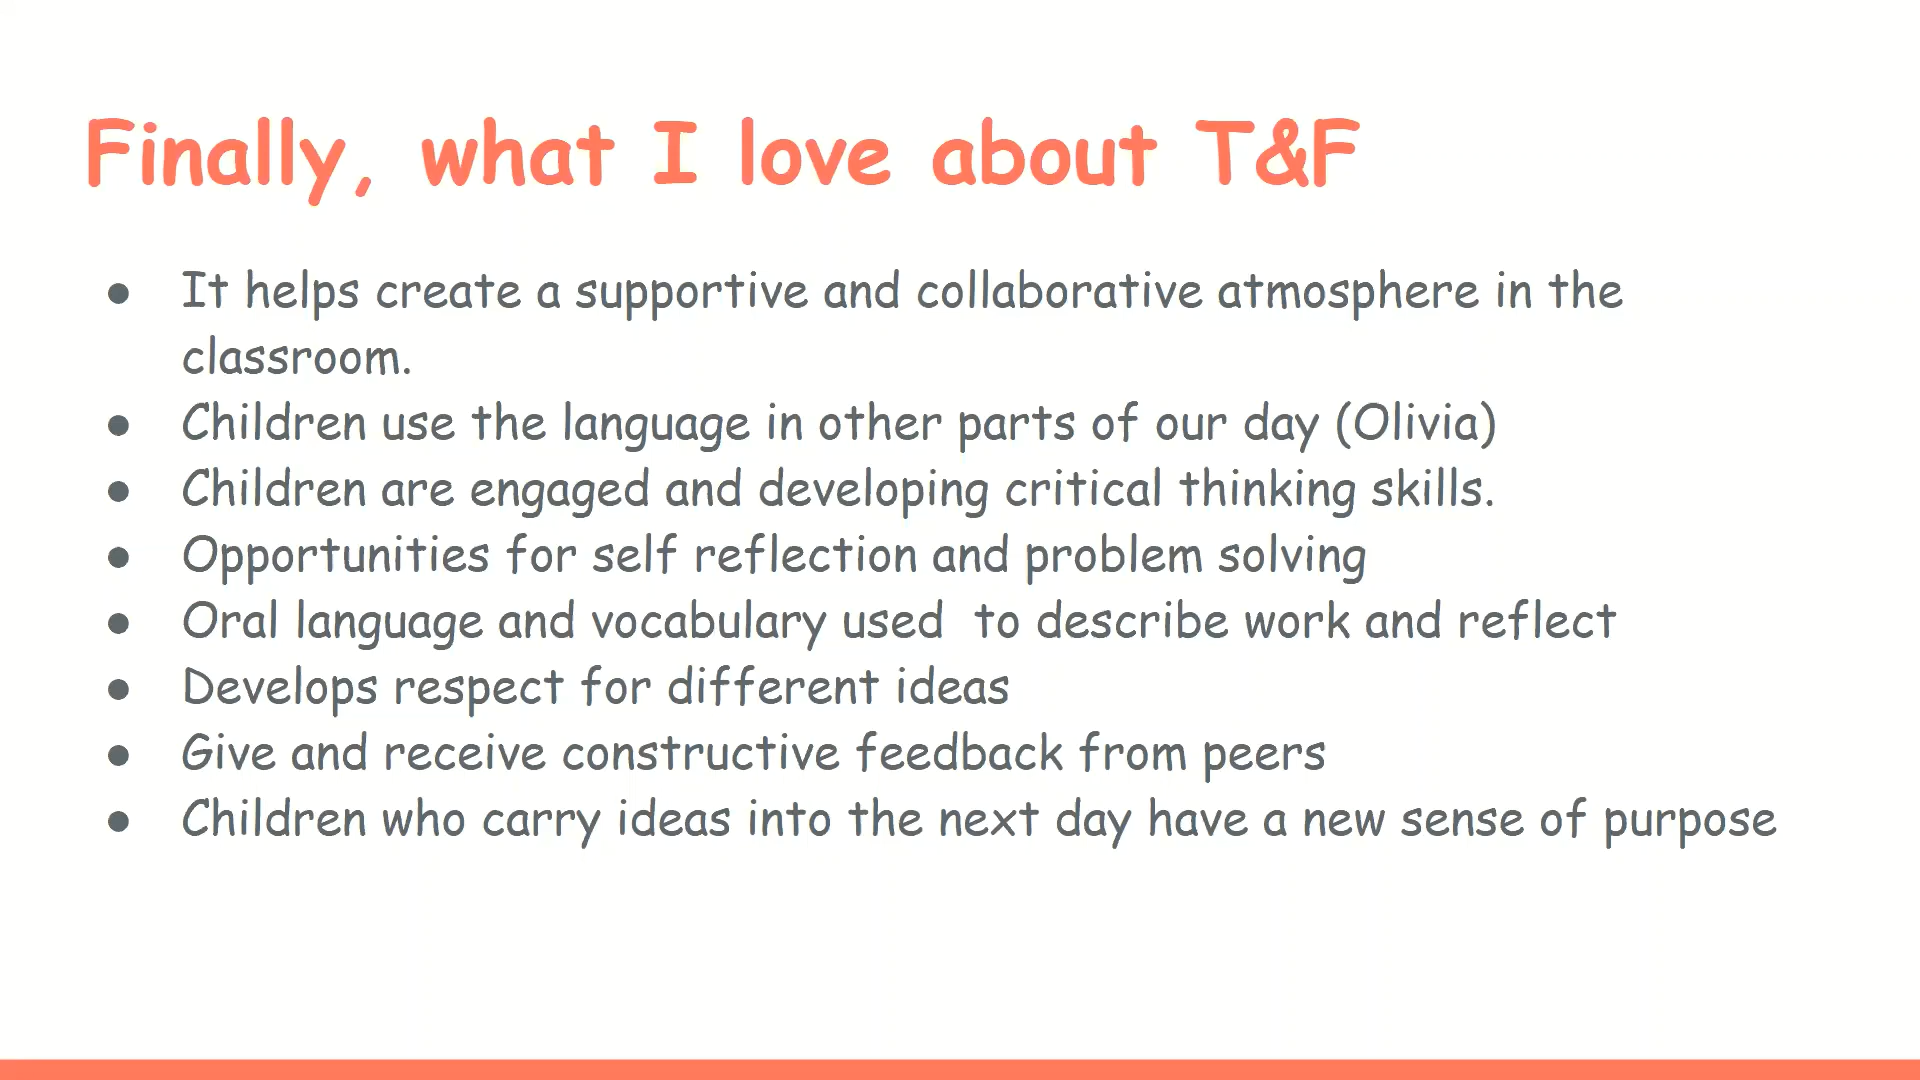 Finally, what I love about T&F
● It helps create a supportive and collaborative atmosphere in the
classroom.
● Children use the language in other parts of our day (Olivia)
● Children are engaged and developing critical thinking skills.
● Opportunities for self reflection and problem solving
● Oral language and vocabulary used  to describe work and reflect
● Develops respect for different ideas
● Give and receive constructive feedback from peers
● Children who carry ideas into the next day have a new sense of purpose